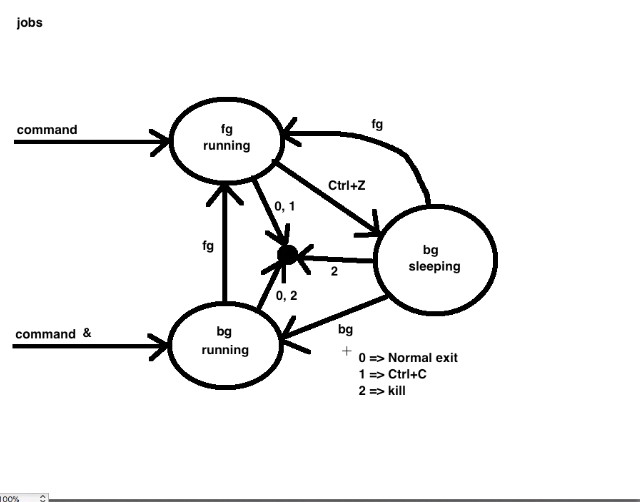 jobs
command
fg
running
fg
Ctrl+Z
0, 1
bg
sleeping
fg
2
0, 2
command &
bg
running
bg
0 => Normal exit
1 => Ctrl+C
2 => kill
100%